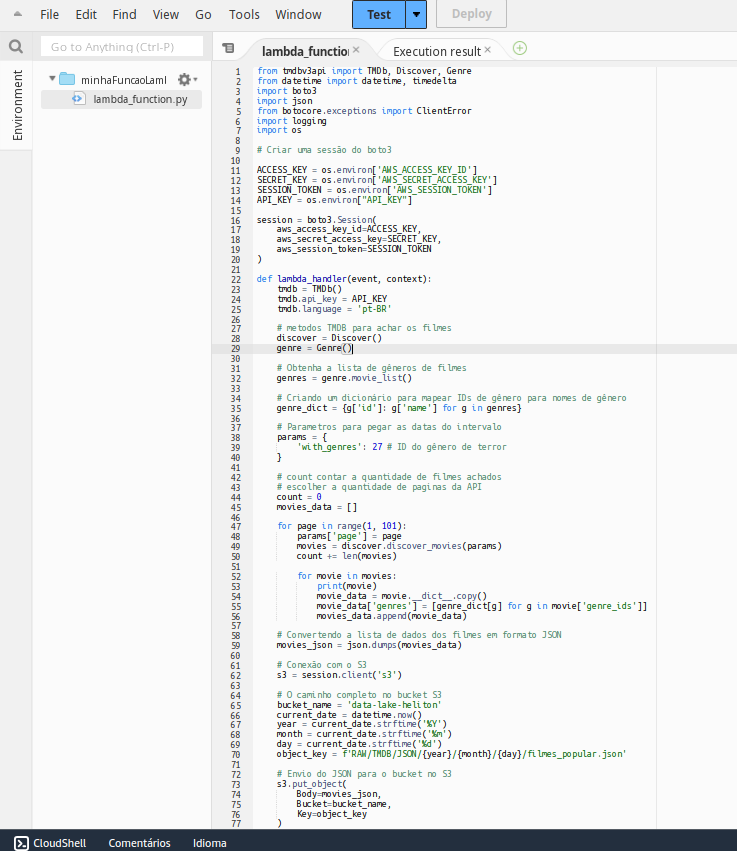 File Edit Find View Go Tools Window Test Deploy
Go to Anything (Ctrl-P)
lambda_function
Execution result
Environment
minhaFuncaoLaml
lambda_function.py
1 from tmdbv3api import TMDb, Discover, Genre
2 from datetime import datetime, timedelta
3 import boto3
4 import json
5 from botocore.exceptions import ClientError
6 import logging
7 import os
8
9 # Criar uma sessão do boto3
10
11 ACCESS_KEY = os.environ['AWS_ACCESS_KEY_ID']
12 SECRET_KEY = os.environ['AWS_SECRET_ACCESS_KEY']
13 SESSION_TOKEN = os.environ['AWS_SESSION_TOKEN']
14 API_KEY = os.environ["API_KEY"]
15
16 session = boto3.Session(
17     aws_access_key_id=ACCESS_KEY,
18     aws_secret_access_key=SECRET_KEY,
19     aws_session_token=SESSION_TOKEN
20 )
21
22 def lambda_handler(event, context):
23     tmdb = TMDb()
24     tmdb.api_key = API_KEY
25     tmdb.language = 'pt-BR'
26
27     # metodos TMDB para achar os filmes
28     discover = Discover()
29     genre = Genre()
30
31     # Obtenha a lista de gêneros de filmes
32     genres = genre.movie_list()
33
34     # Criando um dicionário para mapear IDs de gênero para nomes de gênero
35     genre_dict = {g['id']: g['name'] for g in genres}
36
37     # Parametros para pegar as datas do intervalo
38     params = {
39         'with_genres': 27 # ID do gênero de terror
40     }
41
42     # count contar a quantidade de filmes achados
43     # escolher a quantidade de paginas da API
44     count = 0
45     movies_data = []
46
47     for page in range(1, 101):
48         params['page'] = page
49         movies = discover.discover_movies(params)
50         count += len(movies)
51
52         for movie in movies:
53             print(movie)
54             movie_data = movie.__dict__.copy()
55             movie_data['genres'] = [genre_dict[g] for g in movie['genre_ids']]
56             movies_data.append(movie_data)
57
58     # Convertendo a lista de dados dos filmes em formato JSON
59     movies_json = json.dumps(movies_data)
60
61     # Conexão com o S3
62     s3 = session.client('s3')
63
64     # O caminho completo no bucket S3
65     bucket_name = 'data-lake-heliton'
66     current_date = datetime.now()
67     year = current_date.strftime('%Y')
68     month = current_date.strftime('%m')
69     day = current_date.strftime('%d')
70     object_key = f'RAW/TMDB/JSON/{year}/{month}/{day}/filmes_popular.json'
71
72     # Envio do JSON para o bucket no S3
73     s3.put_object(
74         Body=movies_json,
75         Bucket=bucket_name,
76         Key=object_key
77     )
CloudShell Comentários Idioma